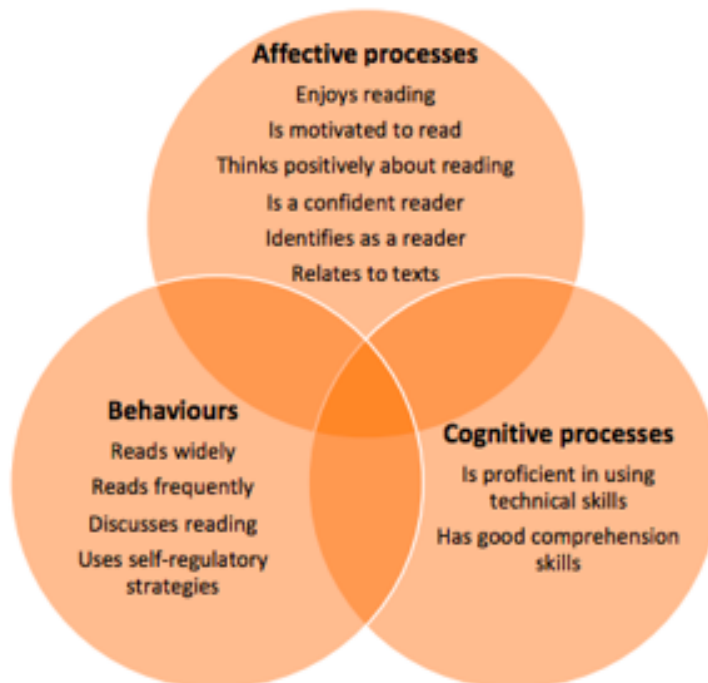 Affective processes
Enjoys reading
Is motivated to read
Thinks positively about reading
Is a confident reader
Identifies as a reader
Relates to texts
Behaviours
Reads widely
Reads frequently
Discusses reading
Uses self-regulatory
strategies
Cognitive processes
Is proficient in using
technical skills
Has good comprehension
skills